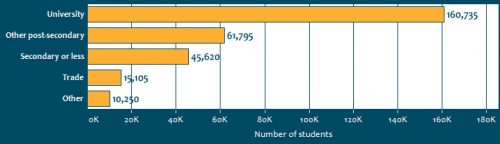 University 160,735
Other post-secondary 61,795
Secondary or less 45,620
Trade 15,105
Other 10,250
0K 20K 40K 60K 80K 100K 120K 140K 160K 180K
Number of students